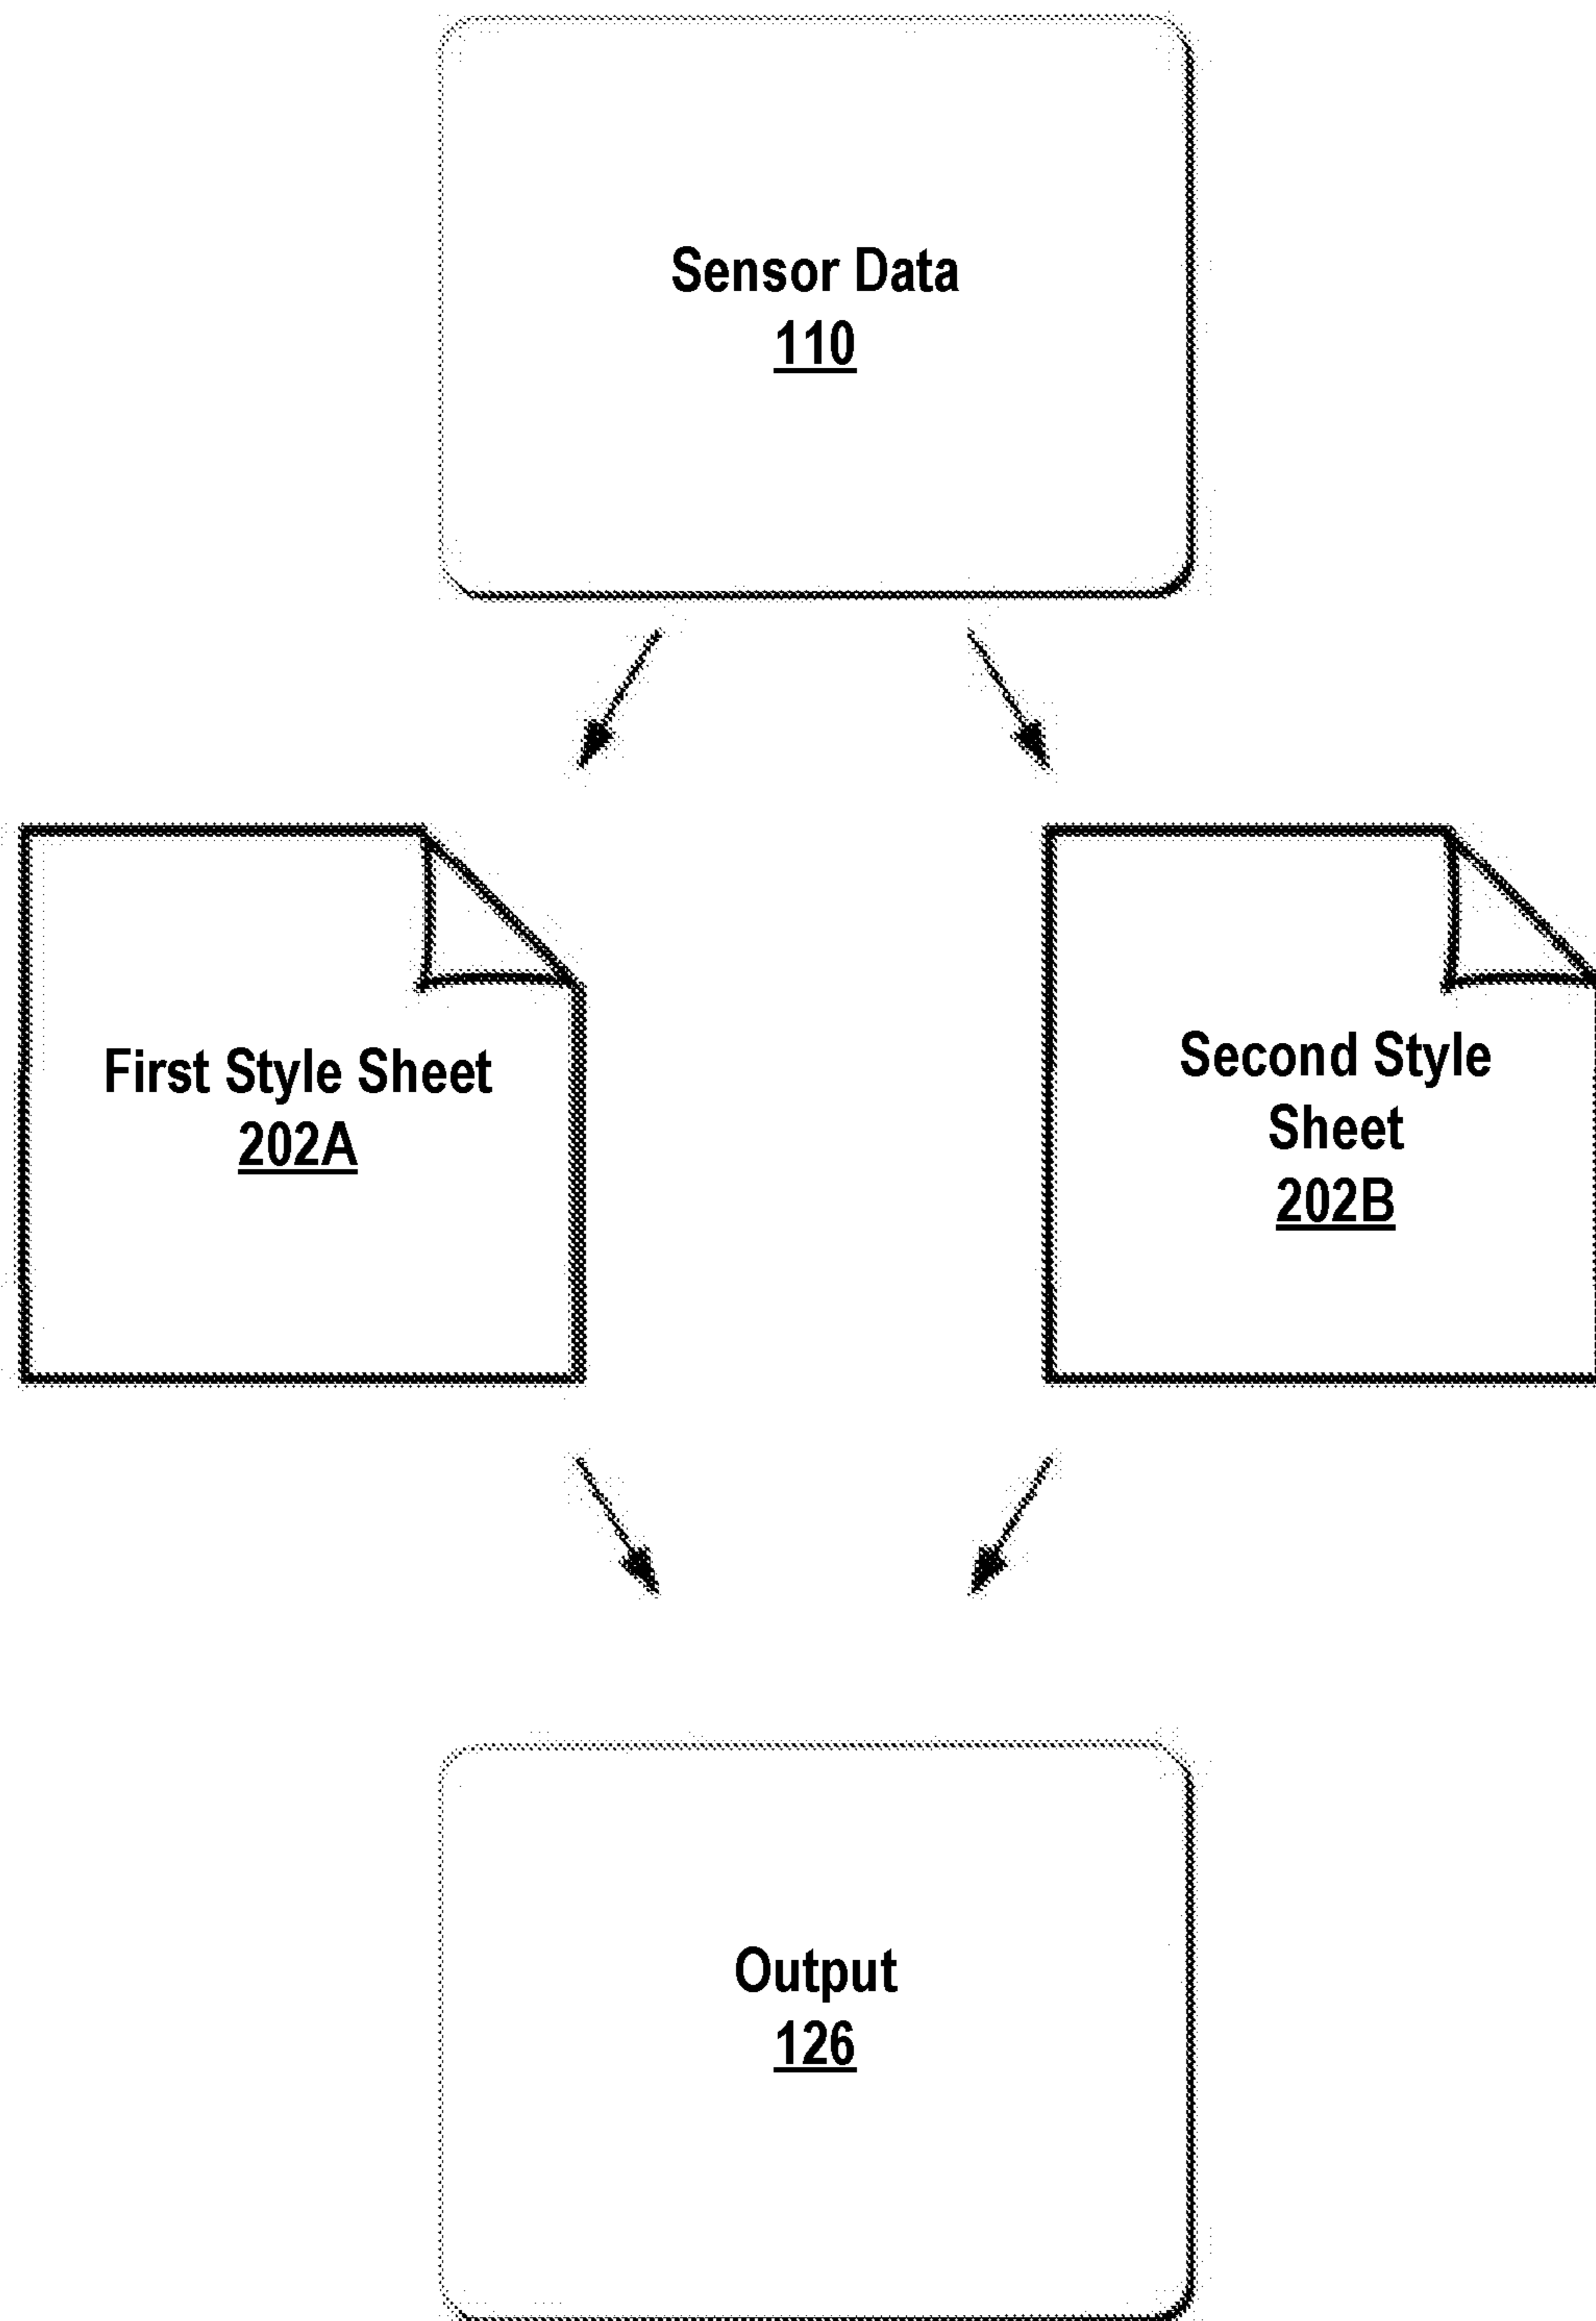 Sensor Data
110
First Style Sheet
202A
Second Style
Sheet
202B
Output
126